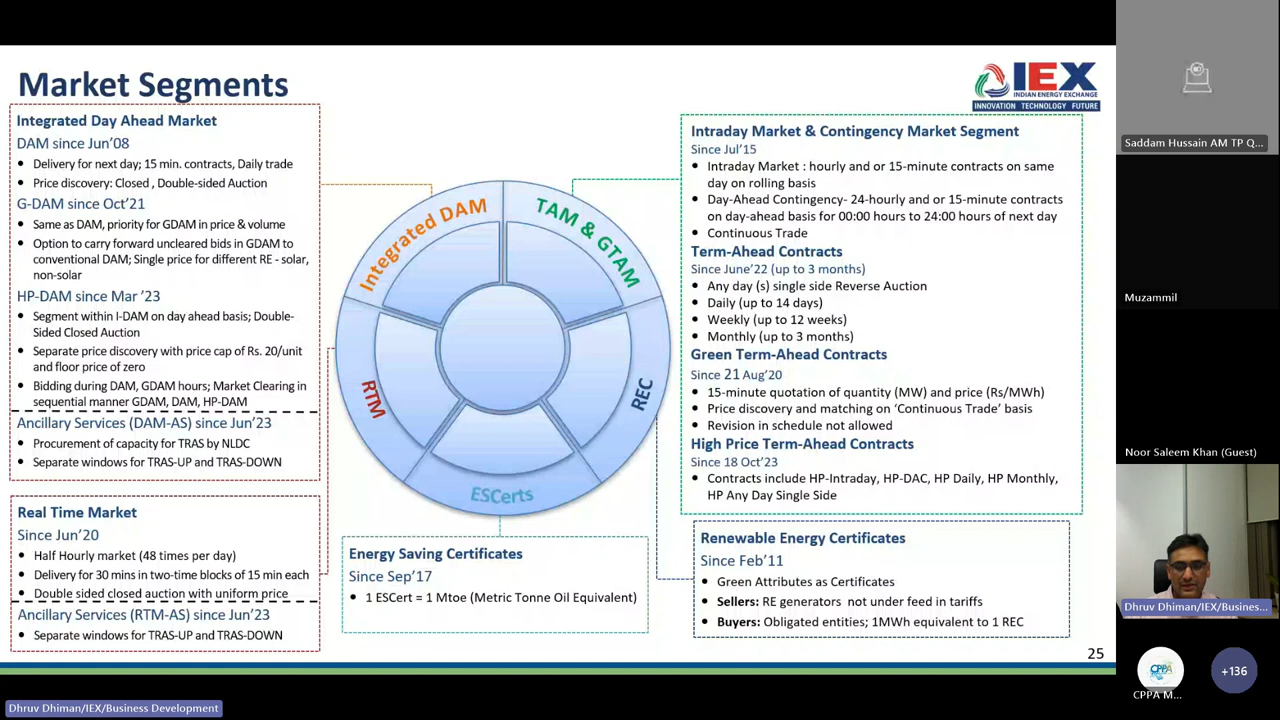 Market Segments
IEX
INDIAN ENERGY EXCHANGE
INNOVATION TECHNOLOGY FUTURE
Integrated Day Ahead Market
DAM since Jun'08
• Delivery for next day; 15 min. contracts, Daily trade
• Price discovery: Closed , Double-sided Auction
G-DAM since Oct'21
• Same as DAM, priority for GDAM in price & volume
• Option to carry forward uncleared bids in GDAM to
conventional DAM; Single price for different RE - solar,
non-solar
HP-DAM since Mar '23
• Segment within I-DAM on day ahead basis; Double-
Sided Closed Auction
• Separate price discovery with price cap of Rs. 20/unit
and floor price of zero
• Bidding during DAM, GDAM hours; Market Clearing in
sequential manner GDAM, DAM, HP-DAM
Ancillary Services (DAM-AS) since Jun'23
• Procurement of capacity for TRAS by NLDC
• Separate windows for TRAS-UP and TRAS-DOWN
Real Time Market
Since Jun'20
• Half Hourly market (48 times per day)
• Delivery for 30 mins in two-time blocks of 15 min each
• Double sided closed auction with uniform price
Ancillary Services (RTM-AS) since Jun'23
• Separate windows for TRAS-UP and TRAS-DOWN
Integrated DAM
TAM & GTAM
RTM
REC
ESCerts
Energy Saving Certificates
Since Sep'17
• 1 ESCert = 1 Mtoe (Metric Tonne Oil Equivalent)
Intraday Market & Contingency Market Segment
Since Jul'15
• Intraday Market : hourly and or 15-minute contracts on same
day on rolling basis
• Day-Ahead Contingency- 24-hourly and or 15-minute contracts
on day-ahead basis for 00:00 hours to 24:00 hours of next day
• Continuous Trade
Term-Ahead Contracts
Since June'22 (up to 3 months)
• Any day (s) single side Reverse Auction
• Daily (up to 14 days)
• Weekly (up to 12 weeks)
• Monthly (up to 3 months)
Green Term-Ahead Contracts
Since 21 Aug'20
• 15-minute quotation of quantity (MW) and price (Rs/MWh)
• Price discovery and matching on 'Continuous Trade' basis
• Revision in schedule not allowed
High Price Term-Ahead Contracts
Since 18 Oct'23
• Contracts include HP-Intraday, HP-DAC, HP Daily, HP Monthly,
HP Any Day Single Side
Renewable Energy Certificates
Since Feb'11
• Green Attributes as Certificates
• Sellers: RE generators not under feed in tariffs
• Buyers: Obligated entities; 1MWh equivalent to 1 REC
25
Dhruv Dhiman/IEX/Business Development
Saddam Hussain AM TP Q...
Muzammil
Noor Saleem Khan (Guest)
Dhruv Dhiman/IEX/Busines...
CPPA
CPPA M...
+136